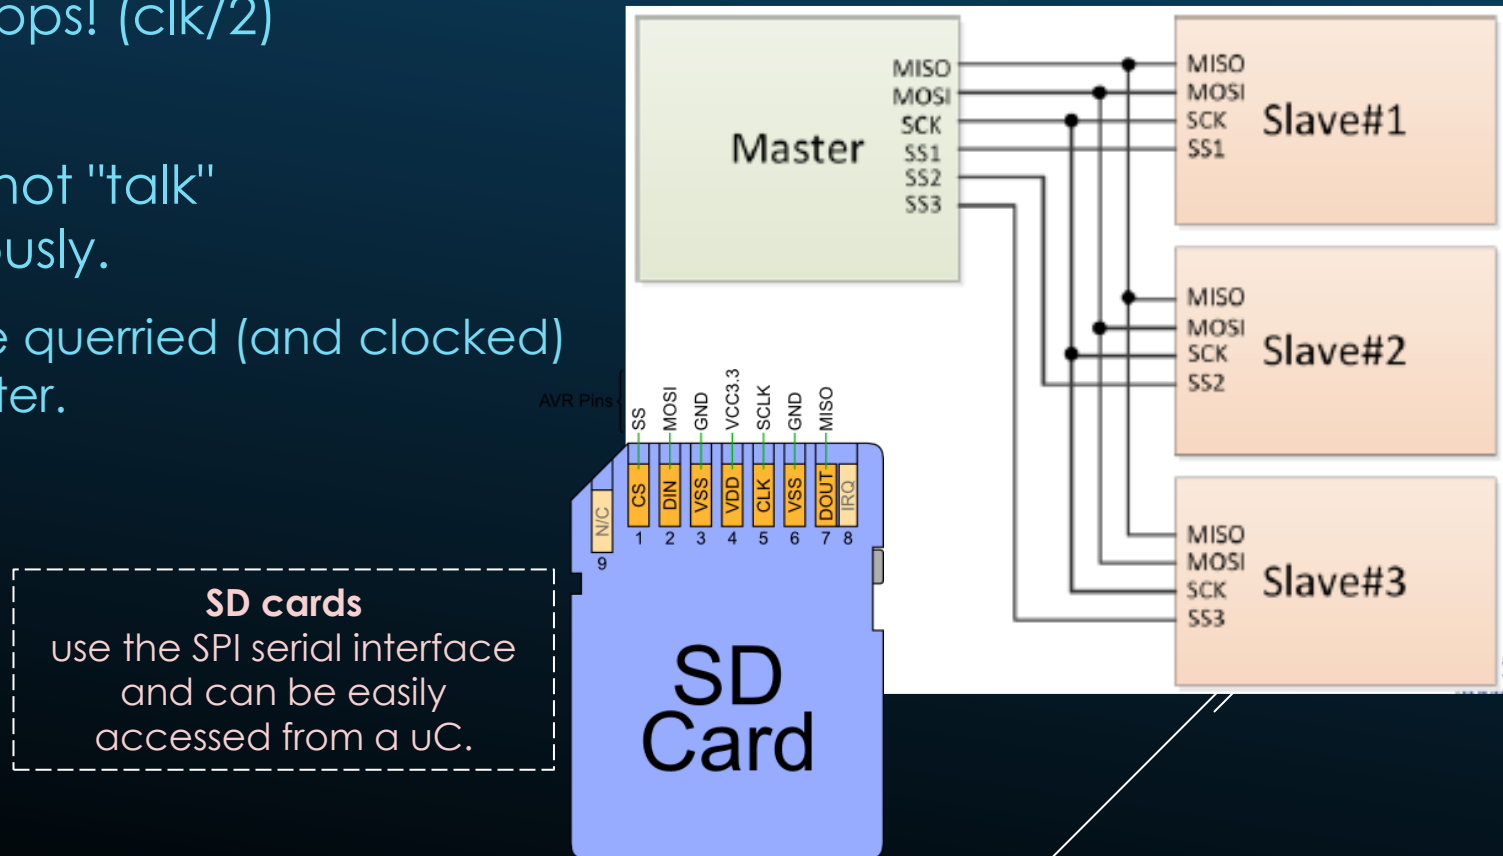 ops! (clk/2)
not "talk"
ously.
e querried (and clocked)
ter.
SD cards
use the SPI serial interface
and can be easily
accessed from a uC.
Master
MISO
MOSI
SCK
SS1
SS2
SS3
MISO
MOSI
SCK
SS1
Slave#1
MISO
MOSI
SCK
SS2
Slave#2
MISO
MOSI
SCK
SS3
Slave#3
AVR Pins
SS
MOSI
GND
VCC3.3
SCLK
GND
MISO
N/C
CS
DIN
VSS
VDD
CLK
VSS
DOUT
IRQ
9
1
2
3
4
5
6
7
8
SD
Card